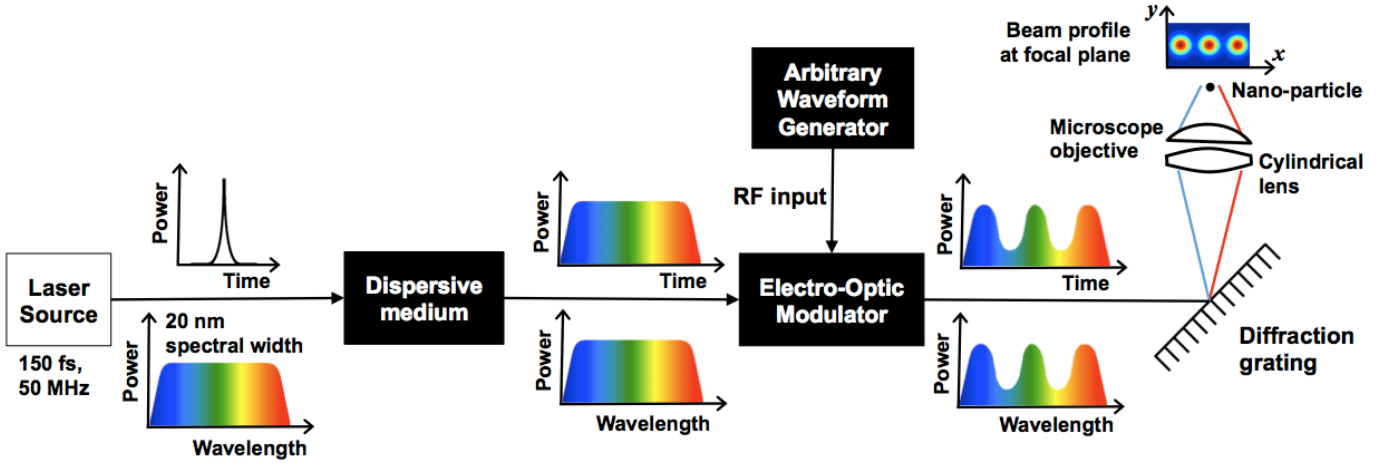 Laser
Source
150 fs,
50 MHz
Power
Time
20 nm
spectral width
Power
Wavelength
Dispersive
medium
Power
Time
Power
Wavelength
Arbitrary
Waveform
Generator
RF input
Electro-Optic
Modulator
Power
Time
Power
Wavelength
Beam profile
at focal plane
y
x
Nano-particle
Microscope
objective
Cylindrical
lens
Diffraction
grating